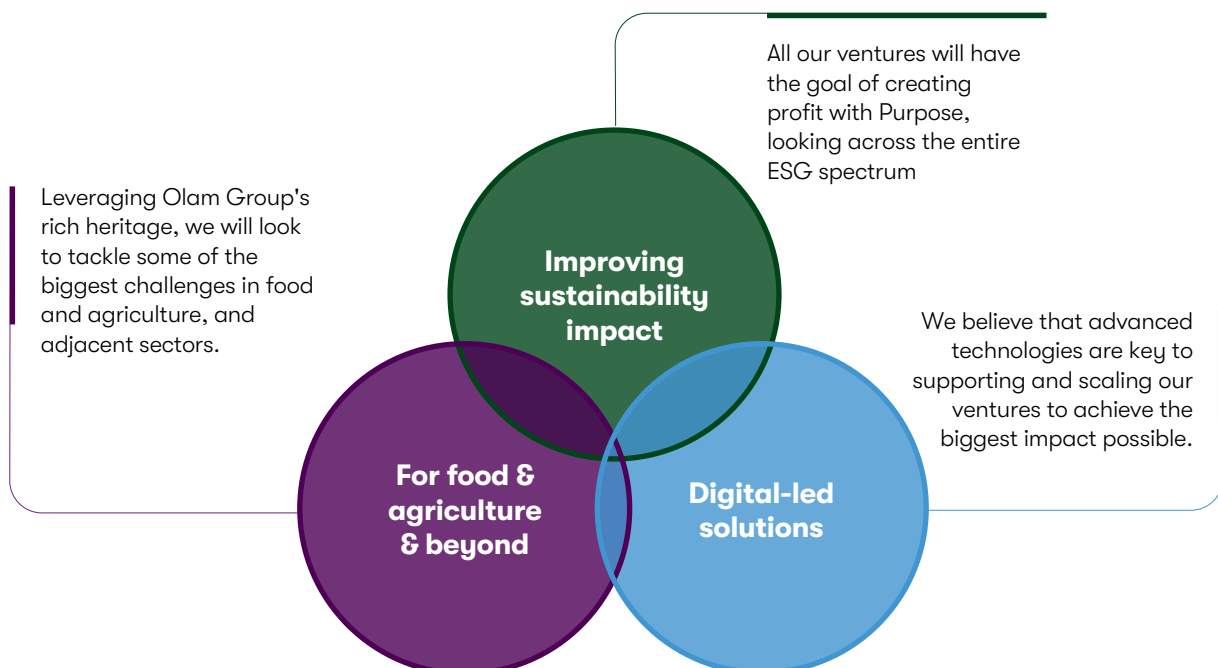 All our ventures will have
the goal of creating
profit with Purpose,
looking across the entire
ESG spectrum
Leveraging Olam Group's
rich heritage, we will look
to tackle some of the
biggest challenges in food
and agriculture, and
adjacent sectors.
Improving
sustainability
impact
We believe that advanced
technologies are key to
supporting and scaling our
ventures to achieve the
biggest impact possible.
For food &
agriculture
& beyond
Digital-led
solutions